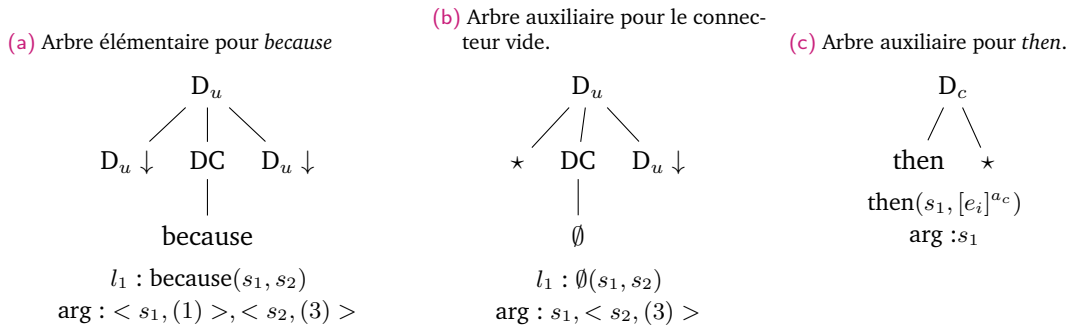 (a) Arbre élémentaire pour because
D_u
D_u ↓ DC D_u ↓
because
l_1 : because(s_1, s_2)
arg : < s_1, (1) >, < s_2, (3) >
(b) Arbre auxiliaire pour le connec-
teur vide.
D_u
⋆ DC D_u ↓
∅
l_1 : ∅(s_1, s_2)
arg : s_1, < s_2, (3) >
(c) Arbre auxiliaire pour then.
D_c
then ⋆
then(s_1, [e_i]^{a_c})
arg :s_1